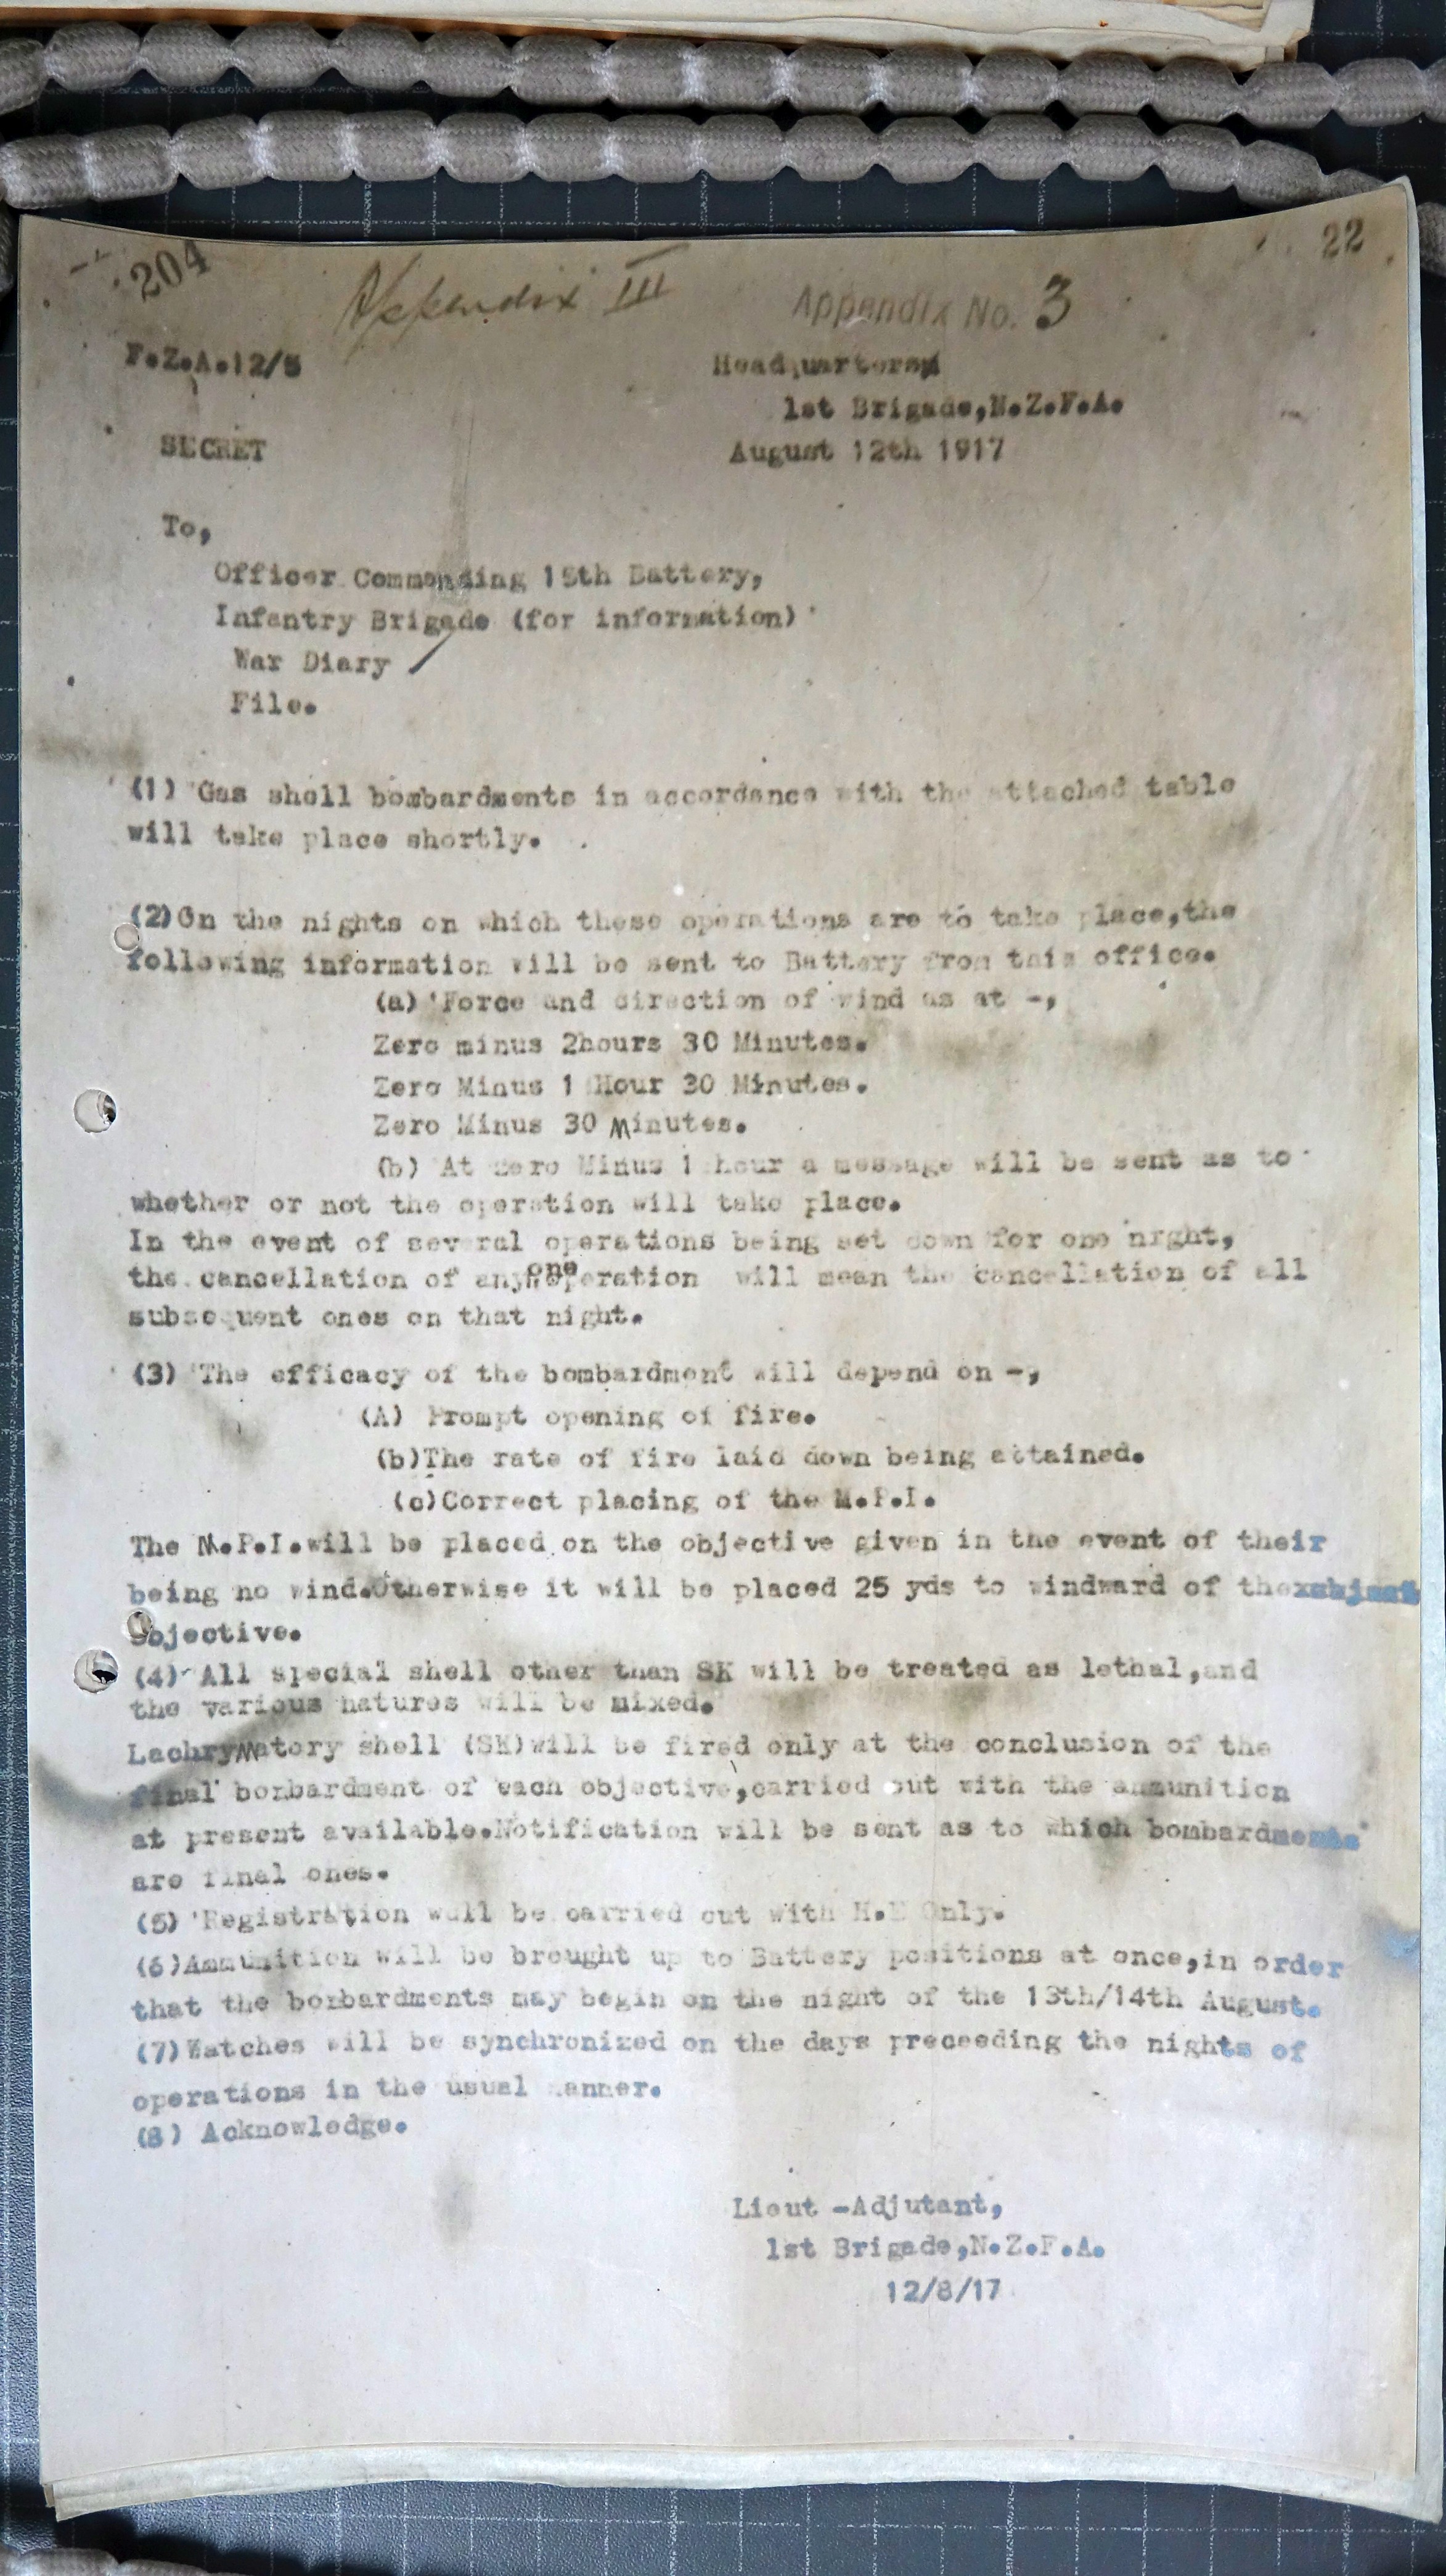 204
22
Appendix III
Appendix No. 3
F.Z.A.12/5
Headquarters
1st Brigade,N.Z.F.A.
SECRET
August 12th 1917
To,
Officer Commanding 15th Battery,
Infantry Brigade (for information)
War Diary /
File.
(1) Gas shell bombardments in accordance with the attached table
will take place shortly.
(2)On the nights on which these operations are to take place,the
following information will be sent to Battery from this office.
(a) Force and direction of wind as at -,
Zero minus 2hours 30 Minutes.
Zero Minus 1 Hour 30 Minutes.
Zero Minus 30 Minutes.
(b) At zero Minus 1 hour a message will be sent as to
whether or not the operation will take place.
In the event of several operations being set down for one night,
the cancellation of any one operation will mean the cancellation of all
subsequent ones on that night.
(3) The efficacy of the bombardment will depend on -,
(A) Prompt opening of fire.
(b)The rate of fire laid down being attained.
(c)Correct placing of the M.P.I.
The M.P.I.will be placed on the objective given in the event of their
being no wind.Otherwise it will be placed 25 yds to windward of the
objective.
(4) All special shell other than SK will be treated as lethal,and
the various natures will be mixed.
Lachrymatory shell (SK)will be fired only at the conclusion of the
final bombardment of each objective,carried out with the ammunition
at present available.Notification will be sent as to which bombardments
are final ones.
(5) Registration will be carried out with H.E Only.
(6)Ammunition will be brought up to Battery positions at once,in order
that the bombardments may begin on the night of the 13th/14th August.
(7)Watches will be synchronized on the days preceeding the nights of
operations in the usual manner.
(8) Acknowledge.
Lieut -Adjutant,
1st Brigade,N.Z.F.A.
12/8/17